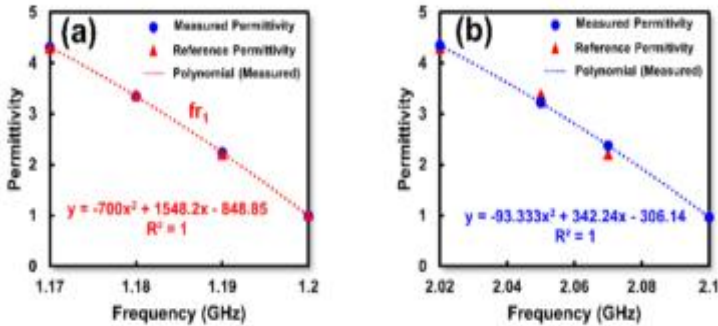 (a)
Measured Permittivity
Reference Permittivity
Polynomial (Measured)
fr₁
y = -700x² + 1548.2x - 848.85
R² = 1
Permittivity
5
4
3
2
1
0
1.17
1.18
1.19
1.2
Frequency (GHz)
(b)
Measured Permittivity
Reference Permittivity
Polynomial (Measured)
y = -93.333x² + 342.24x - 306.14
R² = 1
Permittivity
5
4
3
2
1
0
2.02
2.04
2.06
2.08
2.1
Frequency (GHz)